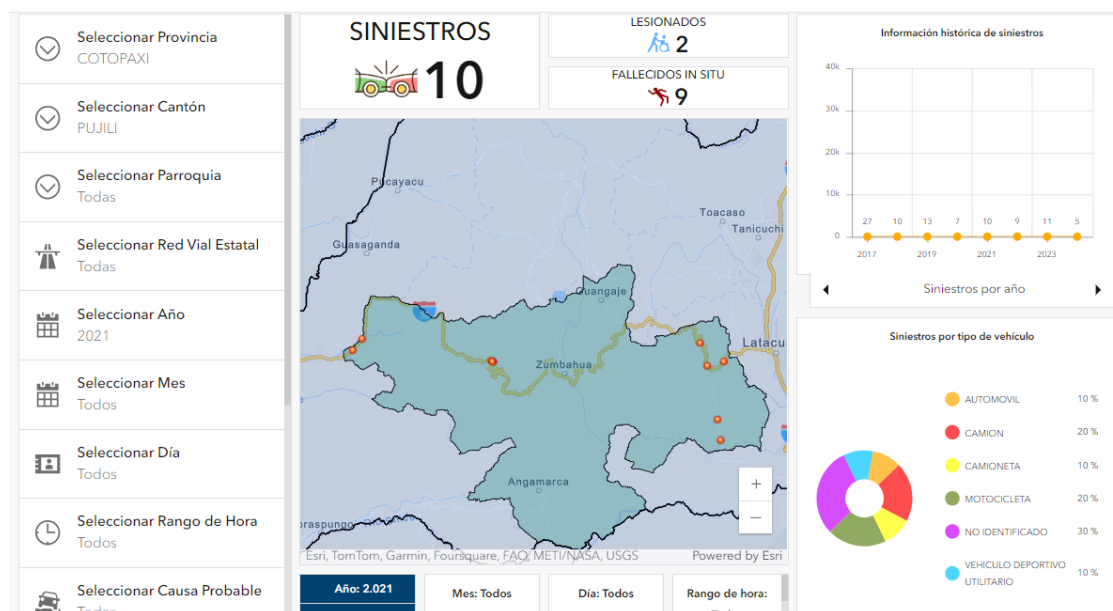 Seleccionar Provincia
COTOPAXI
Seleccionar Cantón
PUJILI
Seleccionar Parroquia
Todas
Seleccionar Red Vial Estatal
Todas
Seleccionar Año
2021
Seleccionar Mes
Todos
Seleccionar Día
Todos
Seleccionar Rango de Hora
Todos
Seleccionar Causa Probable
SINIESTROS
10
LESIONADOS
2
FALLECIDOS IN SITU
9
Pucayacu
Toacaso
Tanicuchi
Guasaganda
Guangaje
Latacu
Zumbahua
Angamarca
oraspungo
+
−
Esri, TomTom, Garmin, Foursquare, FAO, METI/NASA, USGS
Powered by Esri
Año: 2.021
Mes: Todos
Día: Todos
Rango de hora:
Información histórica de siniestros
40k
30k
20k
10k
0
27 10 13 7 10 9 11 5
2017 2019 2021 2023
Siniestros por año
Siniestros por tipo de vehículo
AUTOMOVIL 10 %
CAMION 20 %
CAMIONETA 10 %
MOTOCICLETA 20 %
NO IDENTIFICADO 30 %
VEHICULO DEPORTIVO
UTILITARIO 10 %